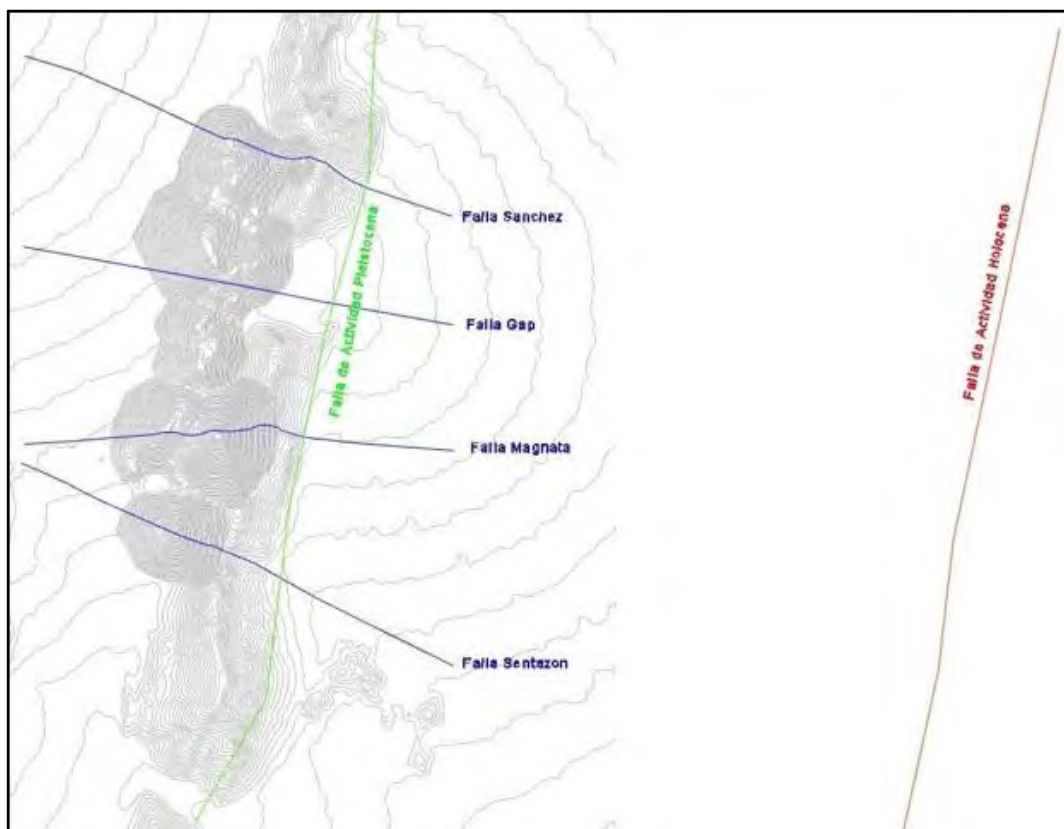 Falla Sanchez
Falla de Actividad Pleistocena
Falla de Actividad Holocena
Falla Gap
Falla Magnata
Falla Sentazon